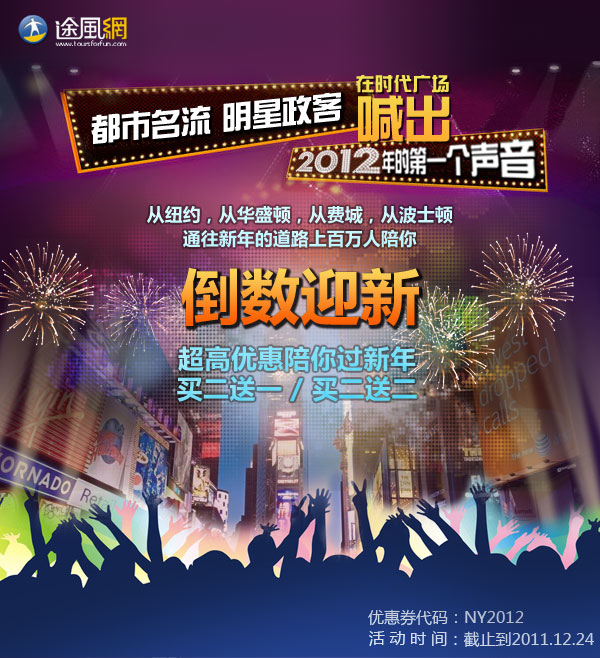 途風網
www.toursforfun.com
都市名流 明星政客
在时代广场
喊出
2012年的第一个声音
从纽约，从华盛顿，从费城，从波士顿
通往新年的道路上百万人陪你
倒数迎新
超高优惠陪你过新年
买二送一 / 买二送二
dropped
calls
TORNADO
优惠券代码：NY2012
活动时间：截止到2011.12.24